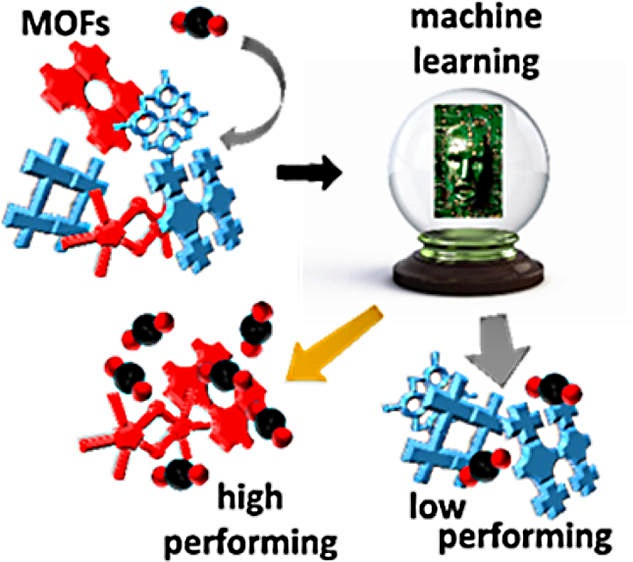 MOFs
machine
learning
high
performing
low
performing